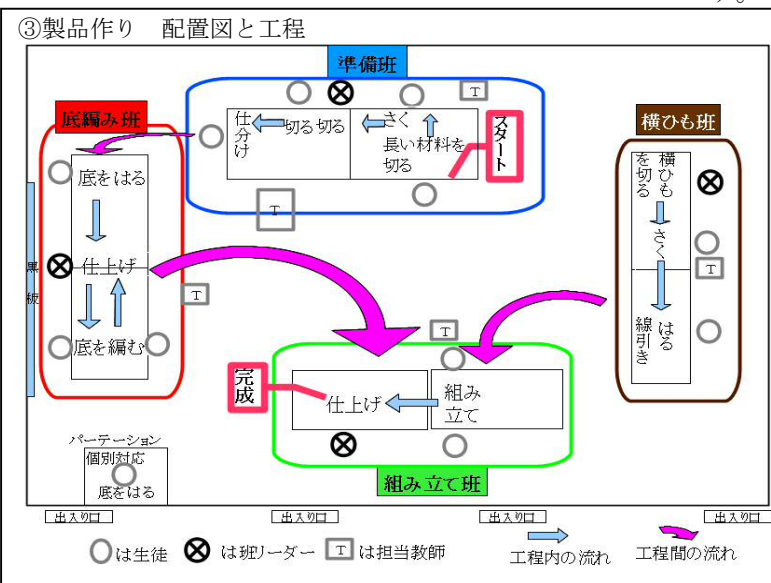 す。
③製品作り 配置図と工程
準備班
T
底編み班
仕分け
切る
切る
さく
長い材料を
切る
スタート
横ひも班
底をはる
T
横ひも
を切る
さく
T
黒板
仕上げ
T
底を編む
はる
線引き
T
完成
仕上げ
組み
立て
パーテーション
個別対応
底をはる
組み立て班
出入り口
出入り口
出入り口
出入り口
は生徒
は班リーダー
T
は担当教師
工程内の流れ
工程間の流れ